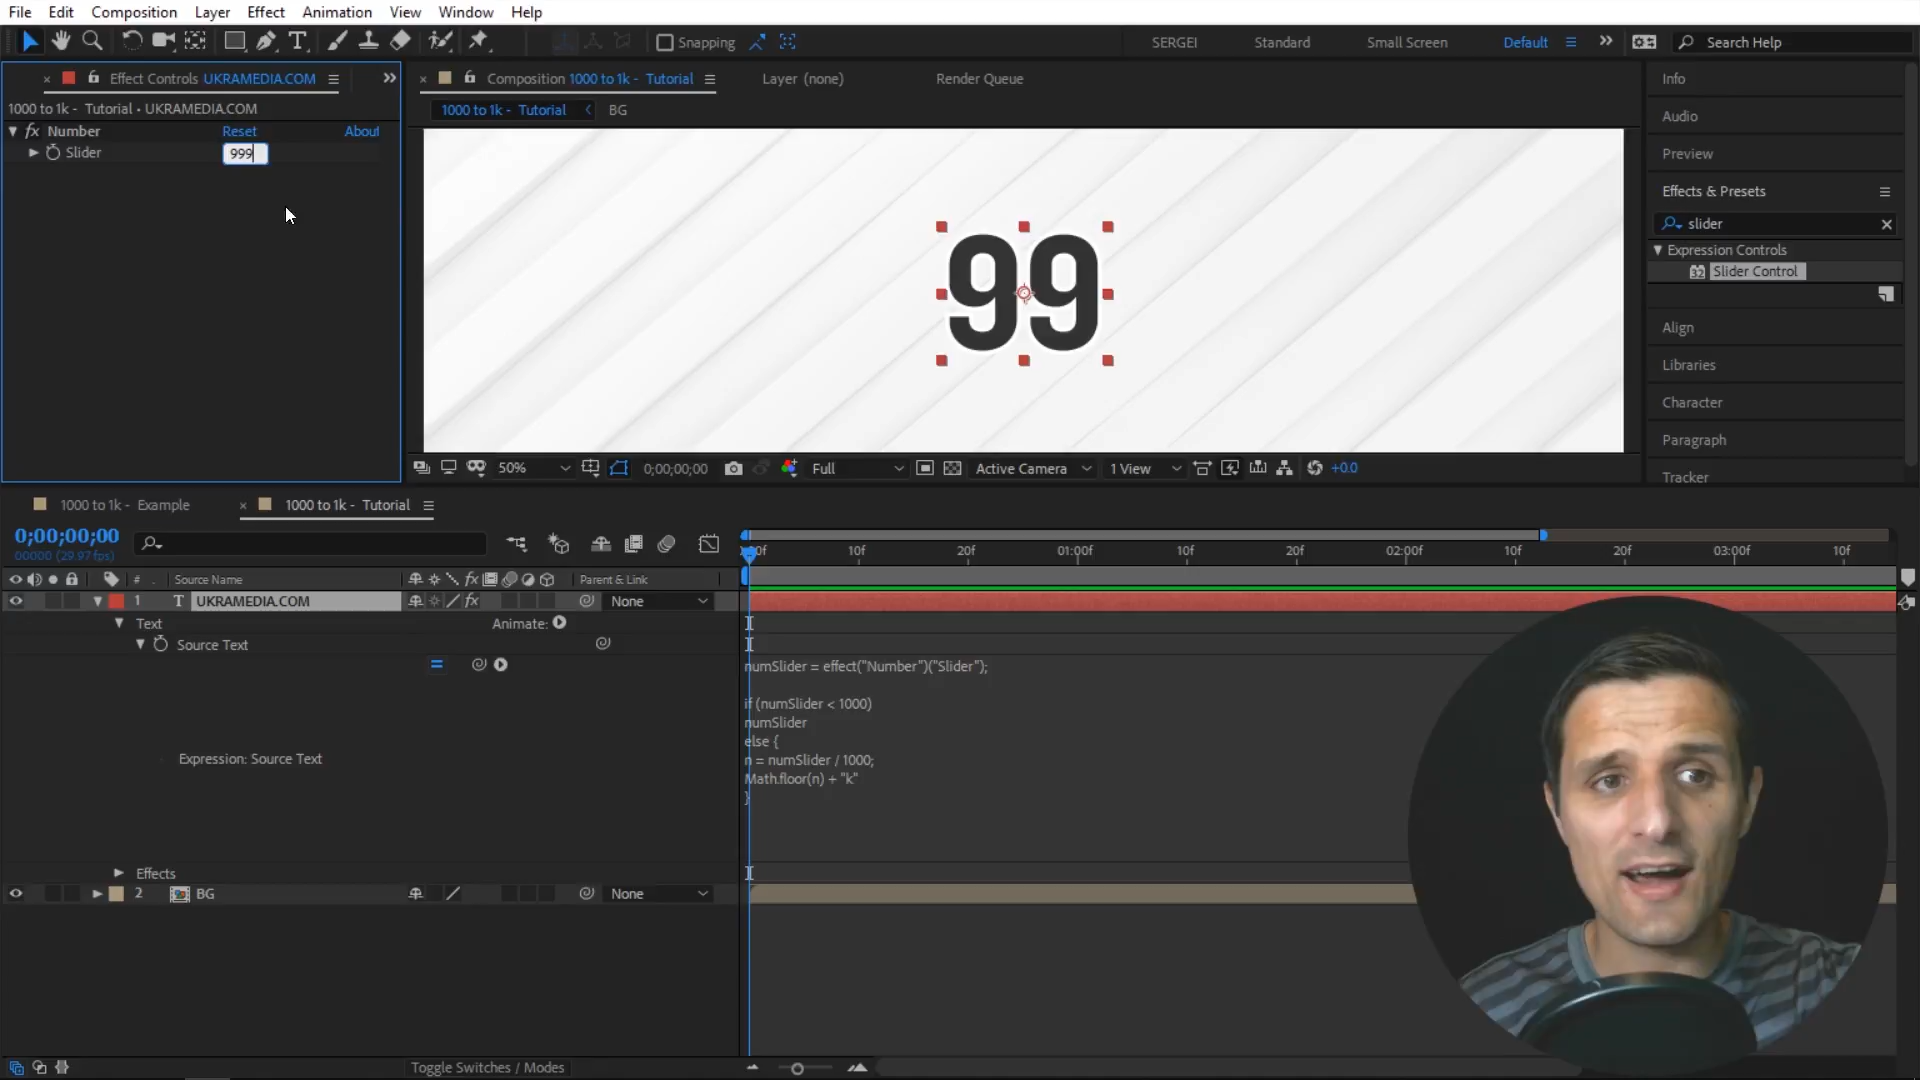 File Edit Composition Layer Effect Animation View Window Help
Snapping SERGEI Standard Small Screen Default Search Help
Effect Controls UKRAMEDIA.COM
Composition 1000 to 1k - Tutorial Layer (none) Render Queue
Info
1000 to 1k - Tutorial • UKRAMEDIA.COM
1000 to 1k - Tutorial BG
Audio
fx Number Reset About
Slider 999
Preview
Effects & Presets
slider
Expression Controls
Slider Control
99
Align
Libraries
Character
Paragraph
Tracker
50% 0;00;00;00 Full Active Camera 1 View +0.0
1000 to 1k - Example
1000 to 1k - Tutorial
0;00;00;00
00000 (29.97 fps)
00f 10f 20f 01:00f 10f 20f 02:00f 10f 20f 03:00f 10f
# Source Name fx Parent & Link
1 T UKRAMEDIA.COM fx None
Text Animate:
Source Text
numSlider = effect("Number")("Slider");
if (numSlider < 1000)
numSlider
else {
Expression: Source Text
n = numSlider / 1000;
Math.floor(n) + "k"
}
Effects
2 BG None
Toggle Switches / Modes